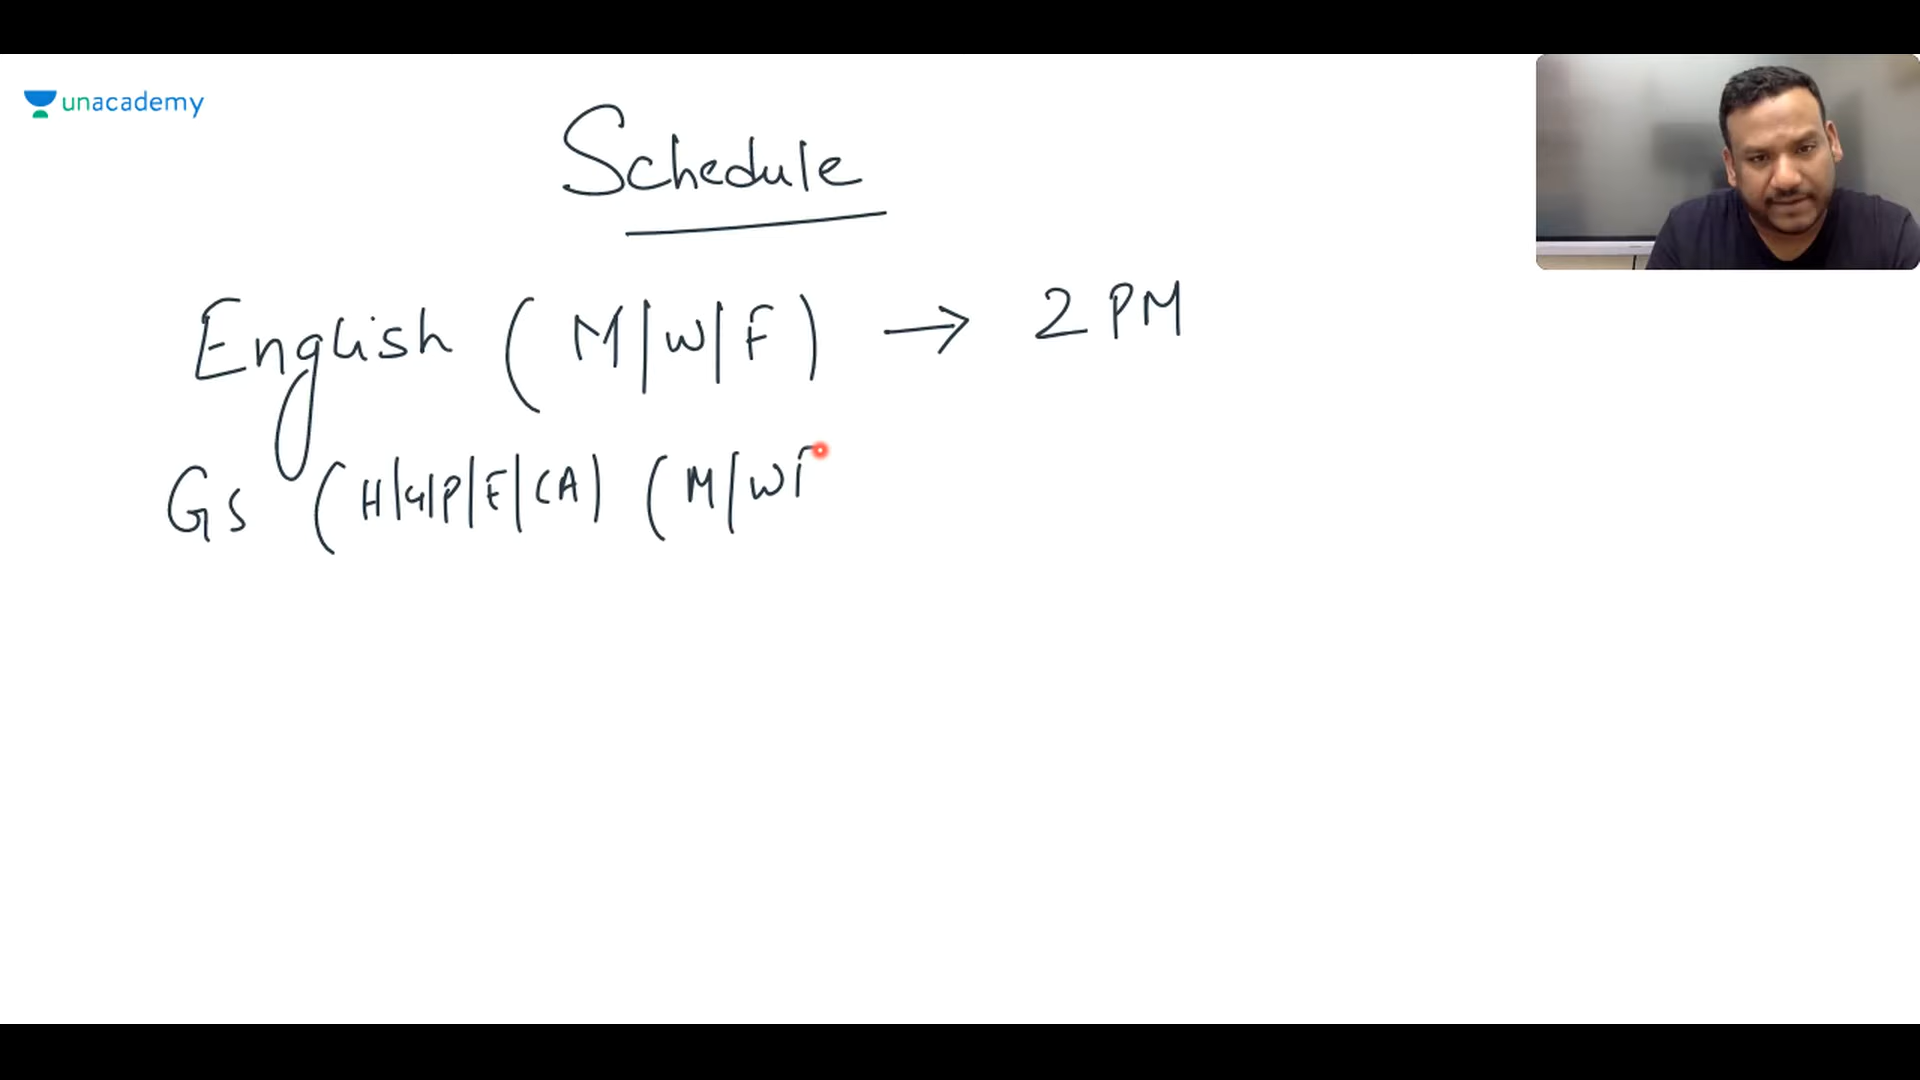 unacademy
Schedule
English (M|W|F) → 2 PM
Gs (H|G|P|E|CA) (M|W